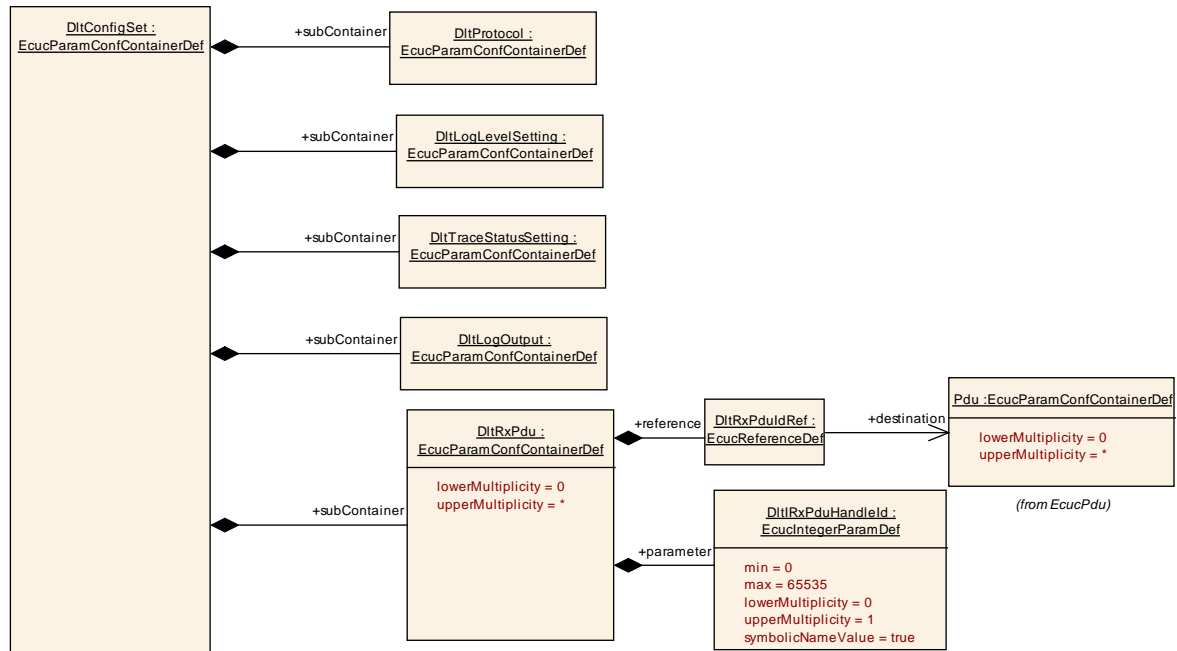 DltConfigSet :
EcucParamConfContainerDef
+subContainer
DltProtocol :
EcucParamConfContainerDef
+subContainer
DltLogLevelSetting :
EcucParamConfContainerDef
+subContainer
DltTraceStatusSetting :
EcucParamConfContainerDef
+subContainer
DltLogOutput :
EcucParamConfContainerDef
+subContainer
DltRxPdu :
EcucParamConfContainerDef
lowerMultiplicity = 0
upperMultiplicity = *
+reference
DltRxPduIdRef :
EcucReferenceDef
+destination
Pdu :EcucParamConfContainerDef
lowerMultiplicity = 0
upperMultiplicity = *
(from EcucPdu)
+parameter
DltIRxPduHandleId :
EcucIntegerParamDef
min = 0
max = 65535
lowerMultiplicity = 0
upperMultiplicity = 1
symbolicNameValue = true